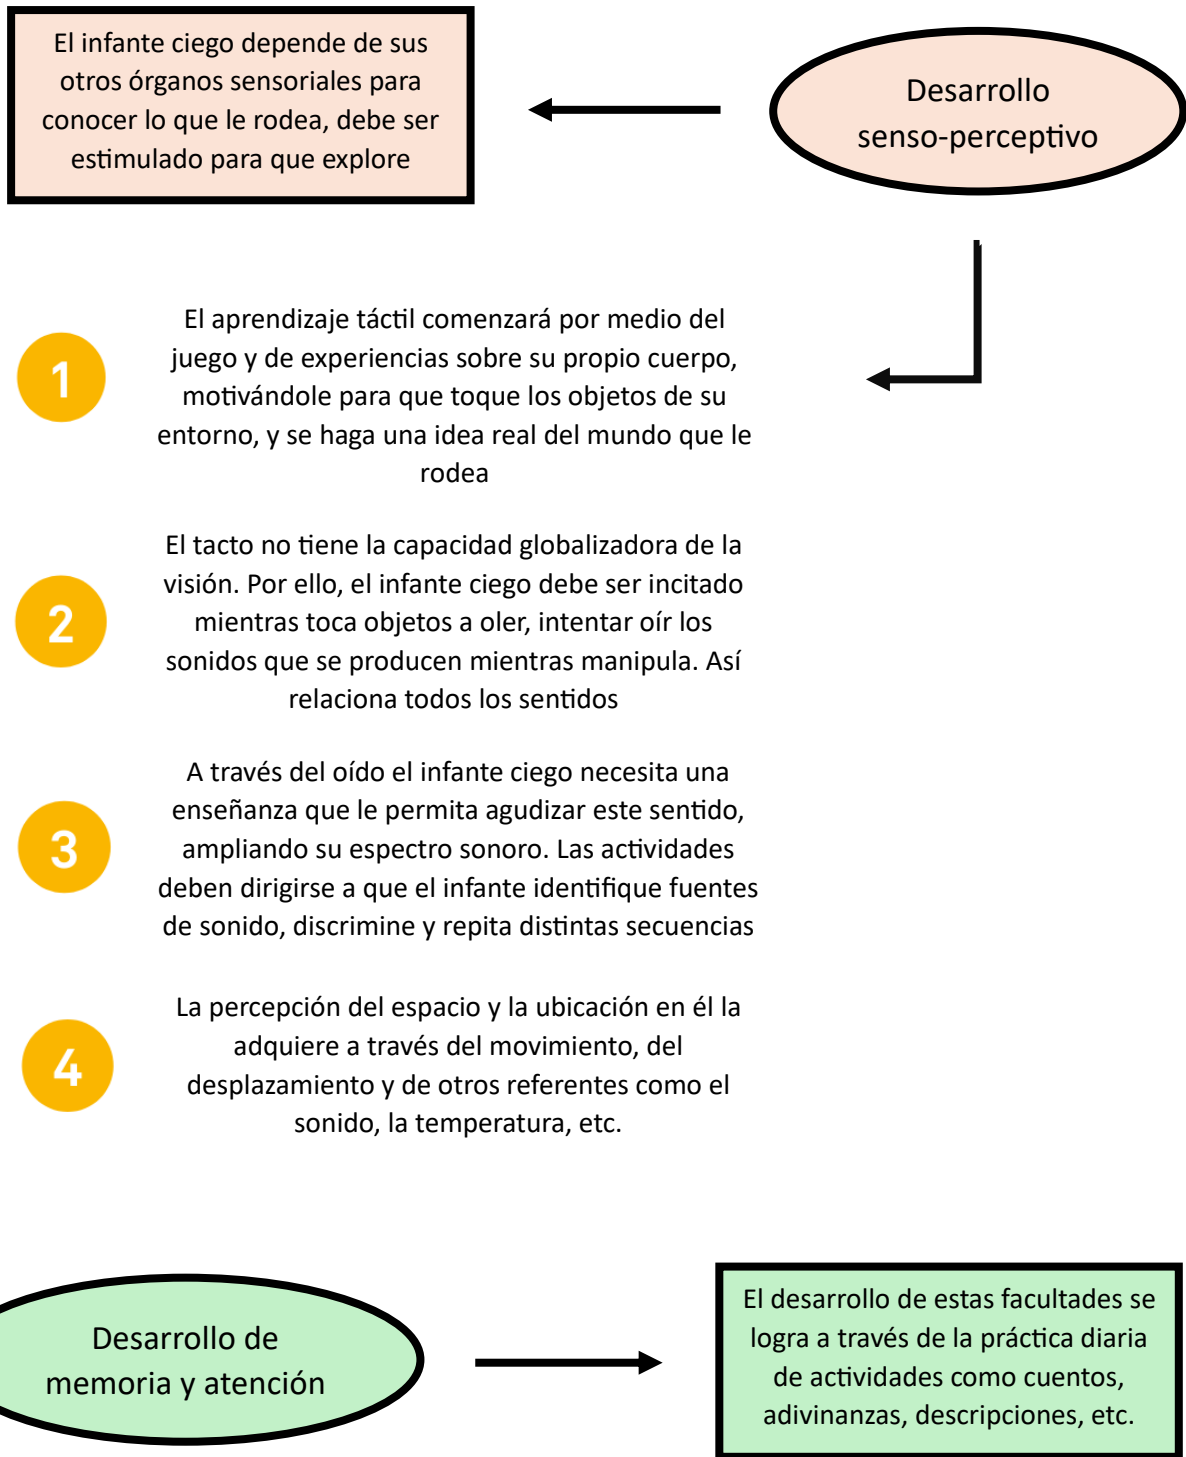 El infante ciego depende de sus
otros órganos sensoriales para
conocer lo que le rodea, debe ser
estimulado para que explore
Desarrollo
senso-perceptivo
1
El aprendizaje táctil comenzará por medio del
juego y de experiencias sobre su propio cuerpo,
motivándole para que toque los objetos de su
entorno, y se haga una idea real del mundo que le
rodea
2
El tacto no tiene la capacidad globalizadora de la
visión. Por ello, el infante ciego debe ser incitado
mientras toca objetos a oler, intentar oír los
sonidos que se producen mientras manipula. Así
relaciona todos los sentidos
3
A través del oído el infante ciego necesita una
enseñanza que le permita agudizar este sentido,
ampliando su espectro sonoro. Las actividades
deben dirigirse a que el infante identifique fuentes
de sonido, discrimine y repita distintas secuencias
4
La percepción del espacio y la ubicación en él la
adquiere a través del movimiento, del
desplazamiento y de otros referentes como el
sonido, la temperatura, etc.
Desarrollo de
memoria y atención
El desarrollo de estas facultades se
logra a través de la práctica diaria
de actividades como cuentos,
adivinanzas, descripciones, etc.